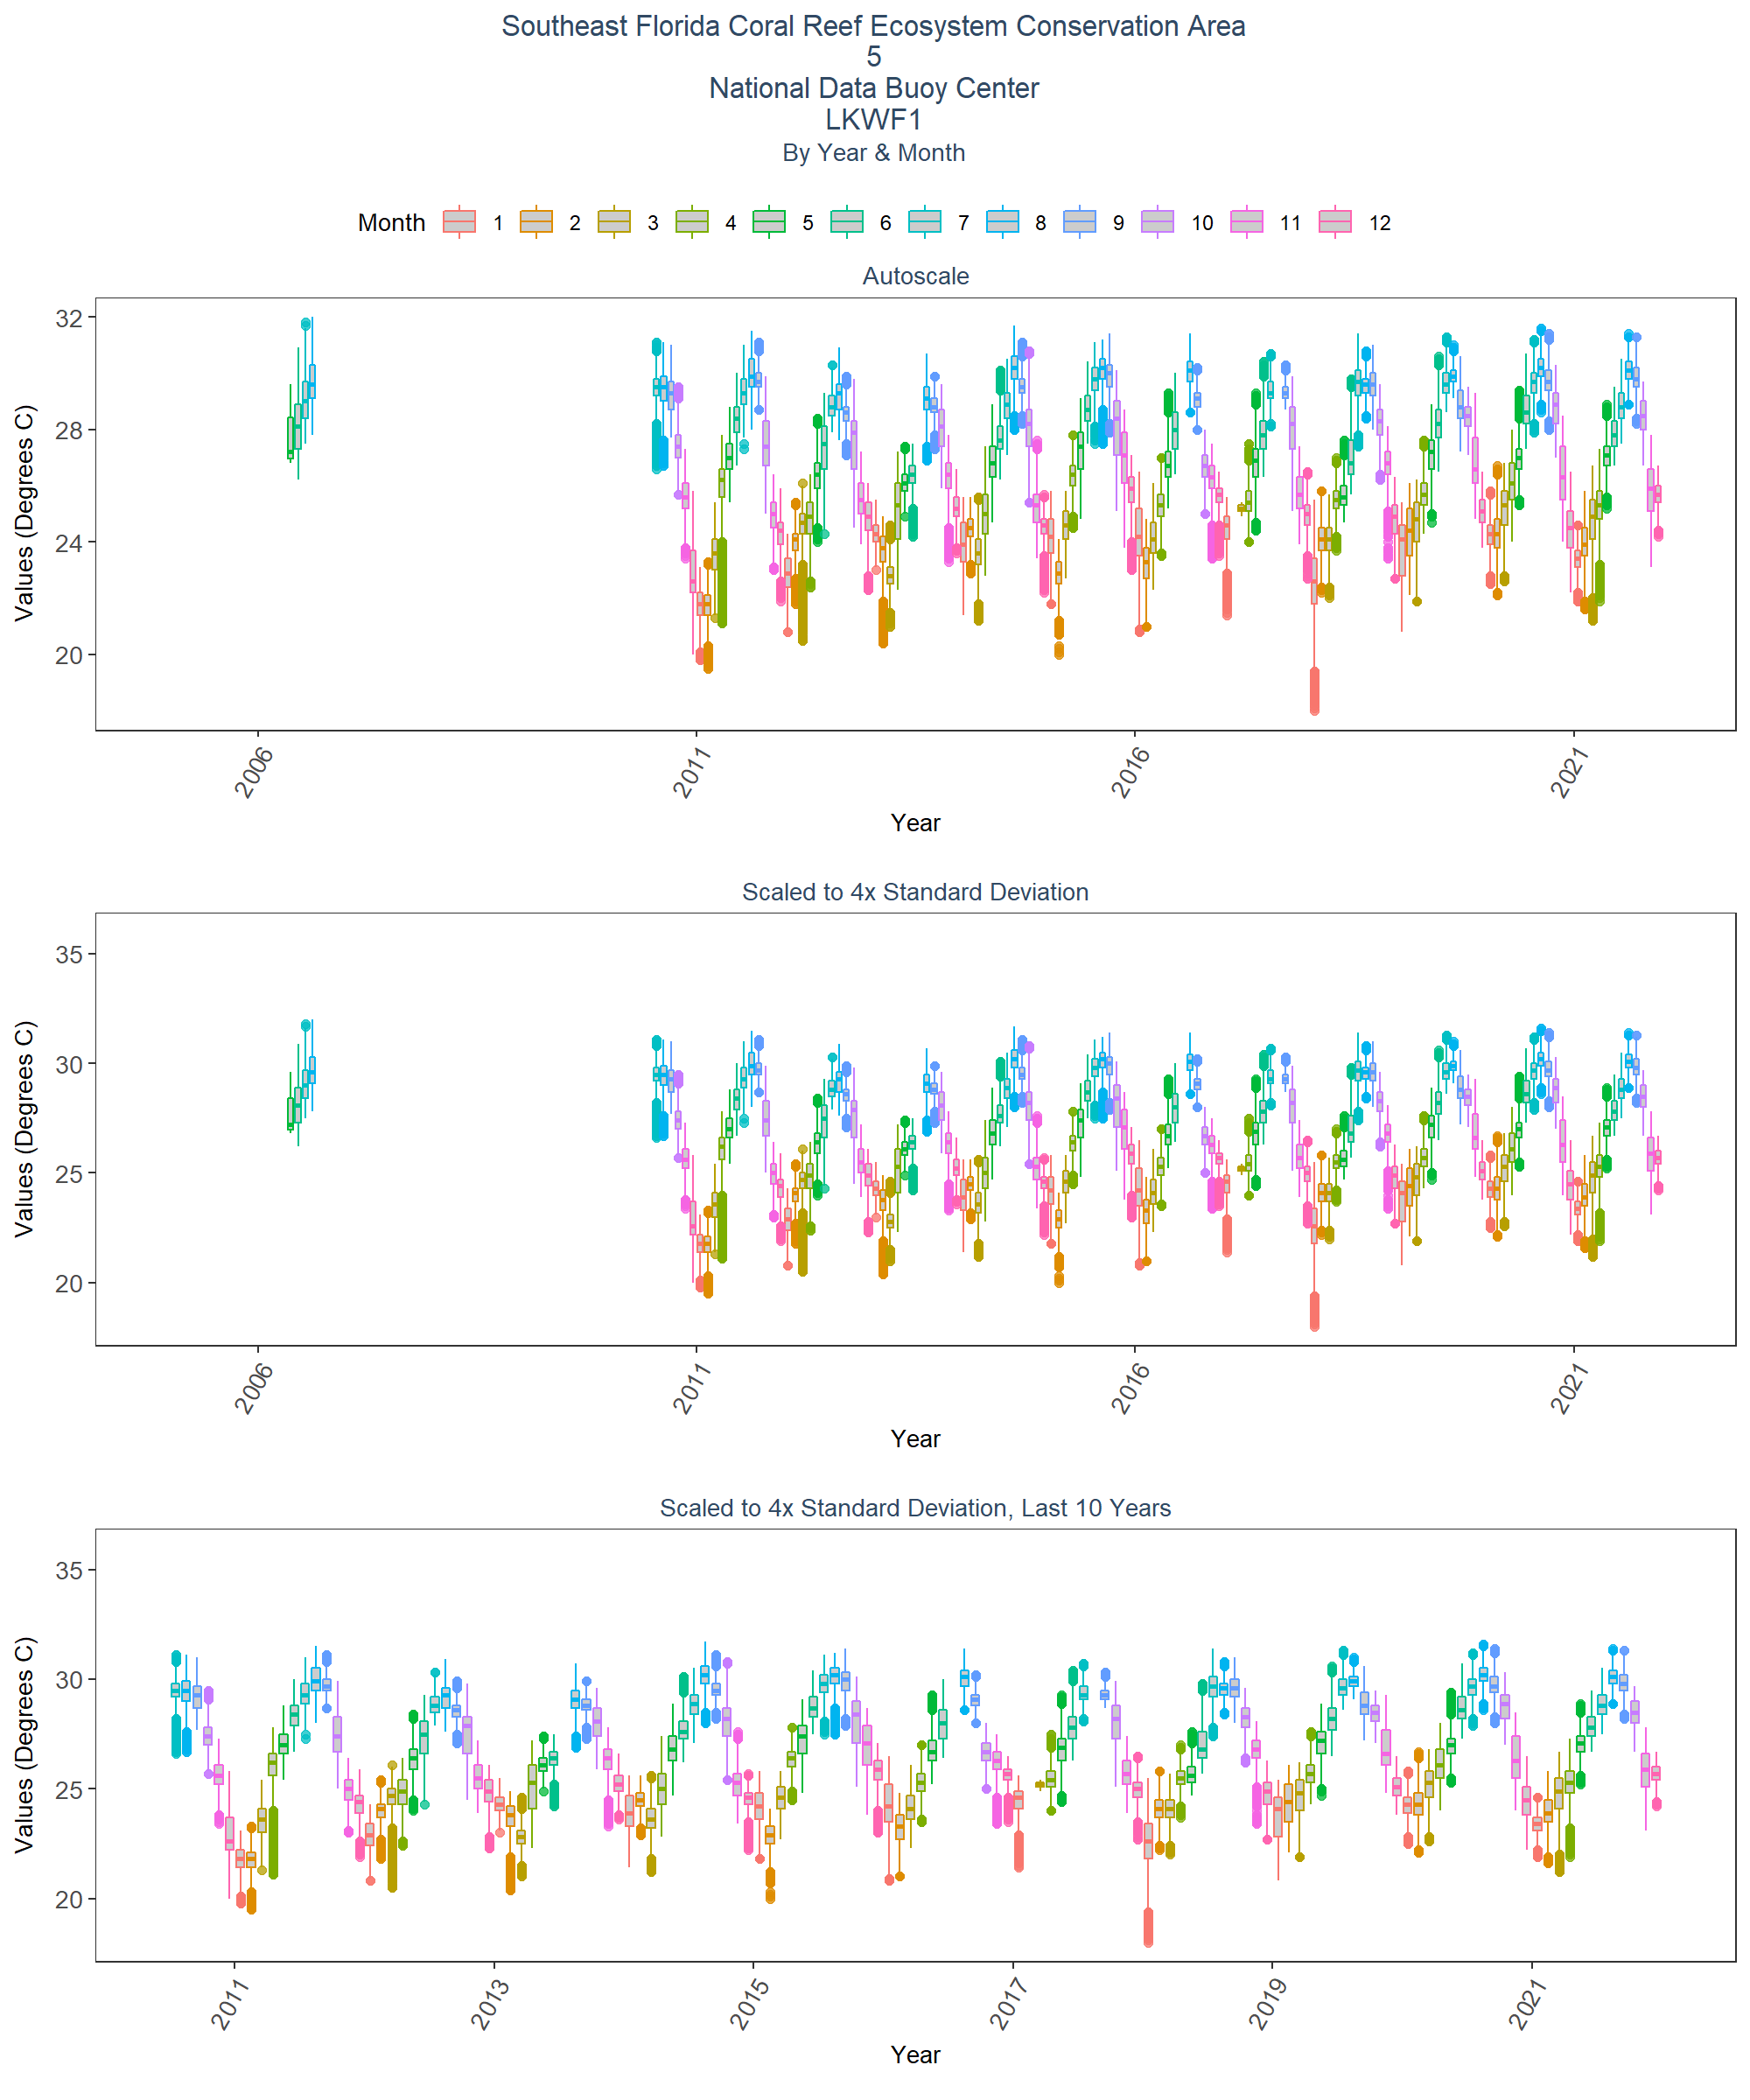 Southeast Florida Coral Reef Ecosystem Conservation Area
5
National Data Buoy Center
LKWF1
By Year & Month
Month 1 2 3 4 5 6 7 8 9 10 11 12
Autoscale
Values (Degrees C)
32
28
24
20
2006 2011 2016 2021
Year
Scaled to 4x Standard Deviation
Values (Degrees C)
35
30
25
20
2006 2011 2016 2021
Year
Scaled to 4x Standard Deviation, Last 10 Years
Values (Degrees C)
35
30
25
20
2011 2013 2015 2017 2019 2021
Year